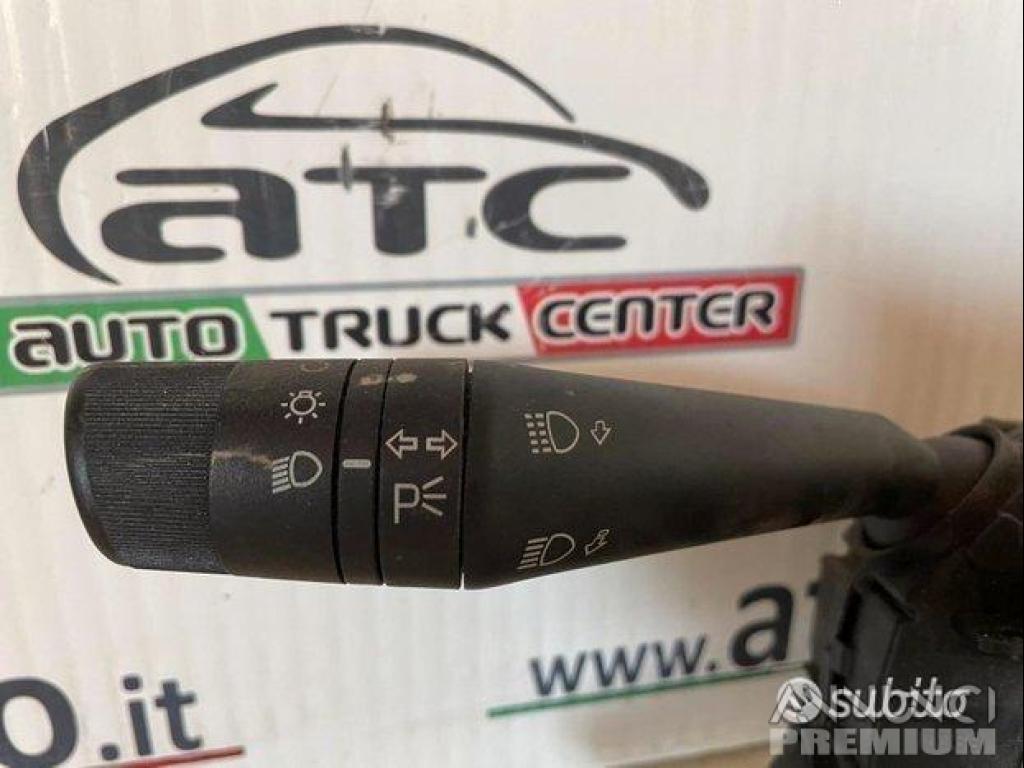 aTC
AUTO TRUCK CENTER
P
O.it
www.a
subito
PREMIUM